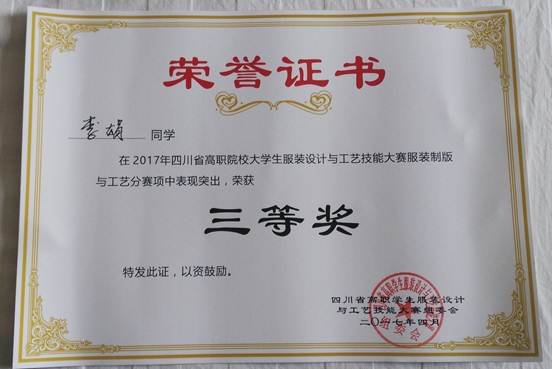 荣誉证书
李娟 同学
在2017年四川省高职院校大学生服装设计与工艺技能大赛服装制版
与工艺分赛项中表现突出，荣获
三等奖
特发此证，以资鼓励。
四川省高职学生服装设计
与工艺技能大赛组委会
二〇一七年四月
组委会